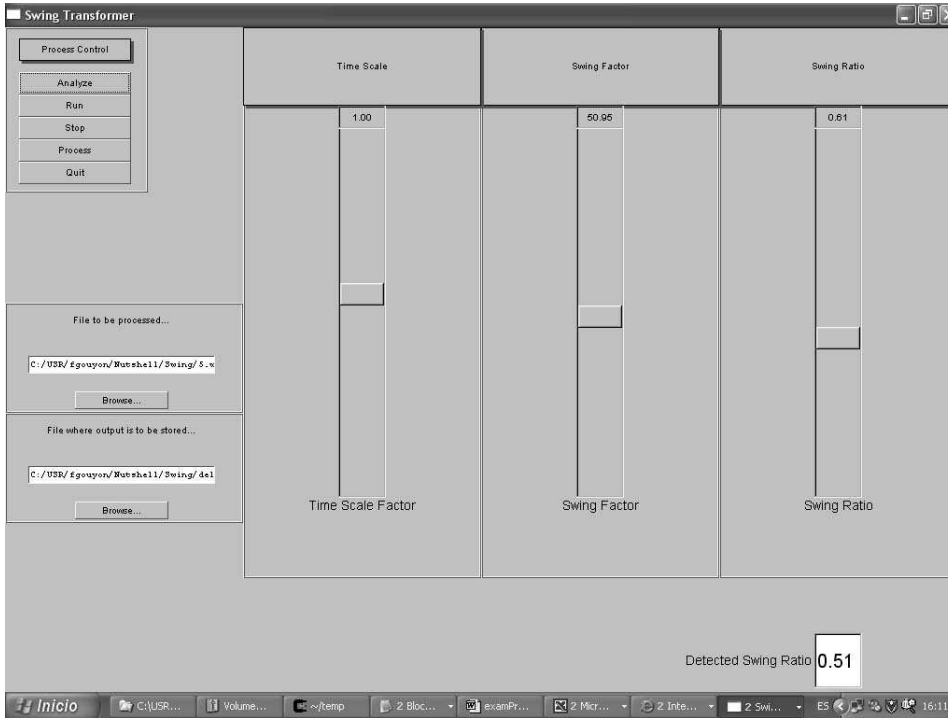 Swing Transformer
Process Control
Analyze
Run
Stop
Process
Quit
File to be processed...
C:/USR/fgouyon/Nutshell/Swing/5.w
Browse...
File where output is to be stored...
C:/USR/fgouyon/Nutshell/Swing/del
Browse...
Time Scale
1.00
Time Scale Factor
Swing Factor
50.95
Swing Factor
Swing Ratio
0.61
Swing Ratio
Detected Swing Ratio 0.51
Inicio C:\USR... Volume... ~/temp 2 Bloc... examPr... 2 Micr... 2 Inte... 2 Swi... ES 16:11